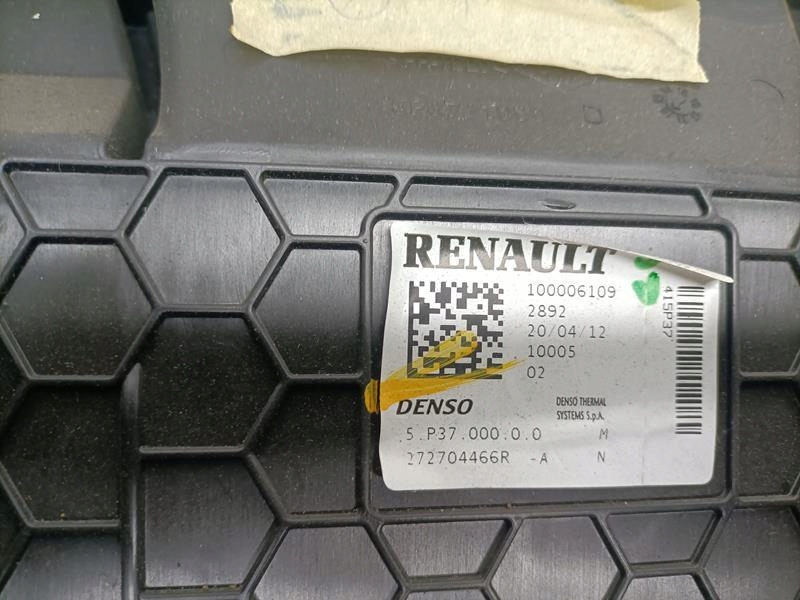 RENAULT
100006109
2892
20/04/12
10005
02
415P37
DENSO
DENSO THERMAL
SYSTEMS S.p.A.
.5.P37.000.0.0 M
272704466R -A N